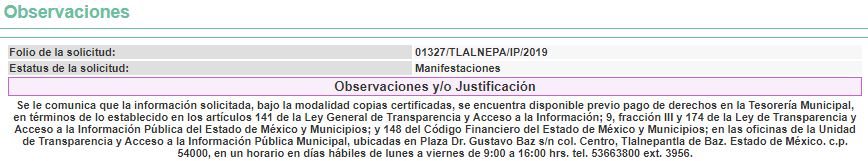 Observaciones
Folio de la solicitud: 01327/TLALNEPA/IP/2019
Estatus de la solicitud: Manifestaciones
Observaciones y/o Justificación
Se le comunica que la información solicitada, bajo la modalidad copias certificadas, se encuentra disponible previo pago de derechos en la Tesorería Municipal,
en términos de lo establecido en los artículos 141 de la Ley General de Transparencia y Acceso a la Información; 9, fracción III y 174 de la Ley de Transparencia y
Acceso a la Información Pública del Estado de México y Municipios; y 148 del Código Financiero del Estado de México y Municipios; en las oficinas de la Unidad
de Transparencia y Acceso a la Información Pública Municipal, ubicadas en Plaza Dr. Gustavo Baz s/n col. Centro, Tlalnepantla de Baz. Estado de México. c.p.
54000, en un horario en días hábiles de lunes a viernes de 9:00 a 16:00 hrs. tel. 53663800 ext. 3956.